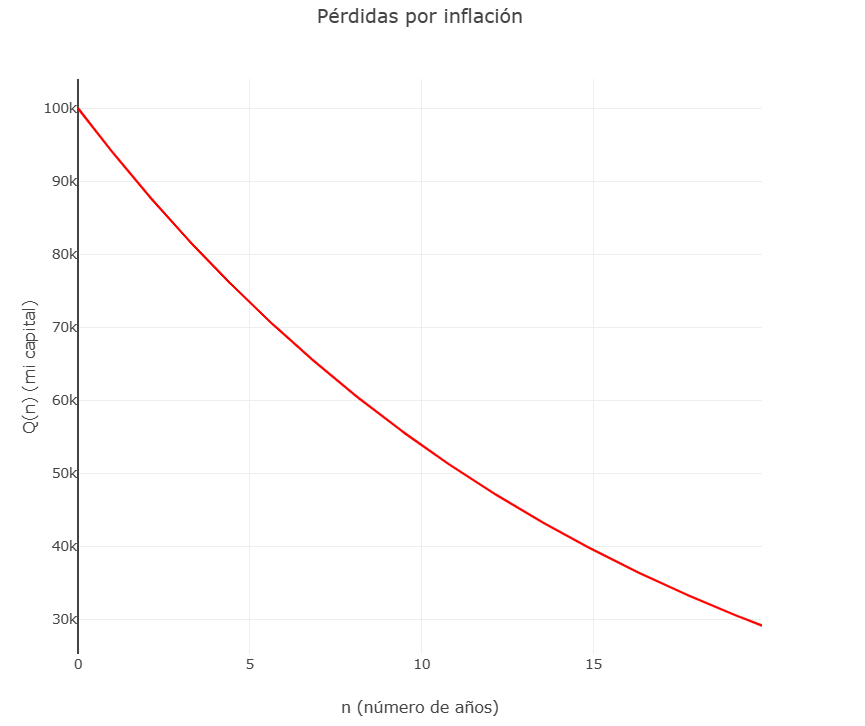 Pérdidas por inflación
100k
90k
80k
70k
60k
50k
40k
30k
Q(n) (mi capital)
0 5 10 15
n (número de años)